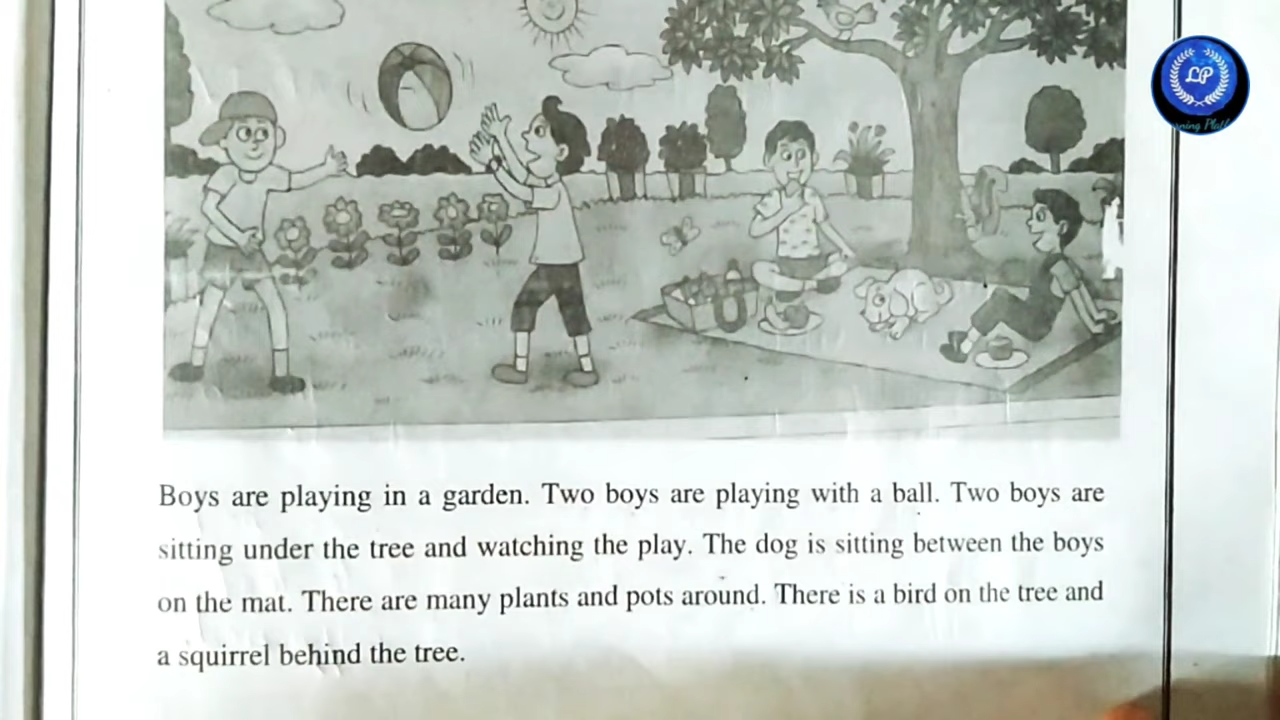 LP
Boys are playing in a garden. Two boys are playing with a ball. Two boys are
sitting under the tree and watching the play. The dog is sitting between the boys
on the mat. There are many plants and pots around. There is a bird on the tree and
a squirrel behind the tree.